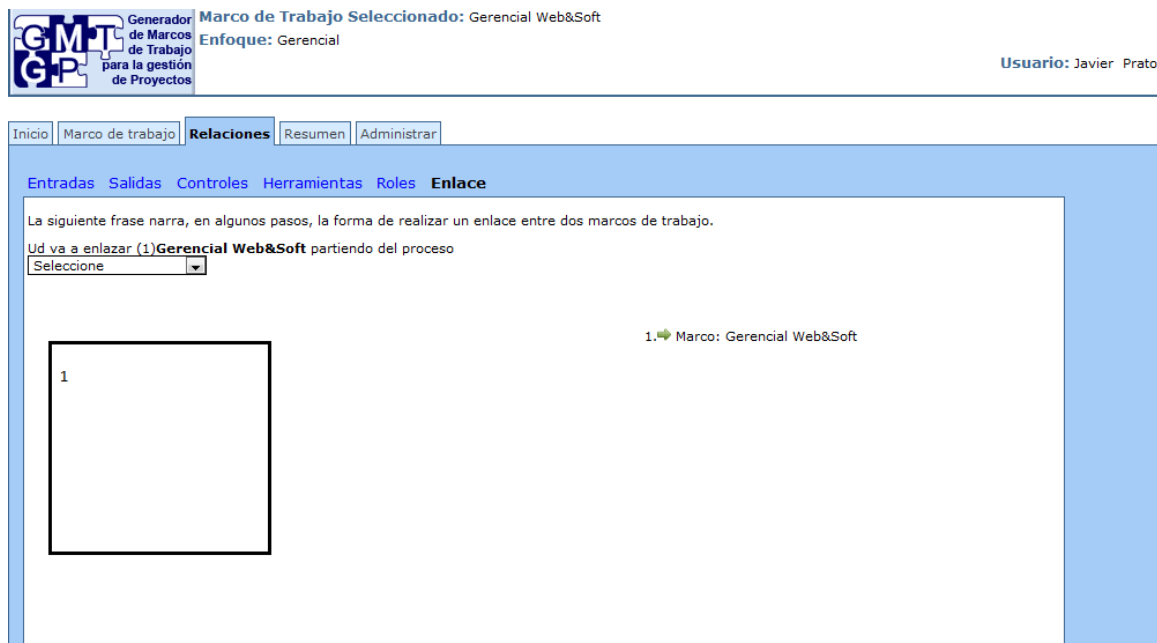 GMT
GP
Generador
de Marcos
de Trabajo
para la gestión
de Proyectos
Marco de Trabajo Seleccionado: Gerencial Web&Soft
Enfoque: Gerencial
Usuario: Javier Prato
Inicio Marco de trabajo Relaciones Resumen Administrar
Entradas Salidas Controles Herramientas Roles Enlace
La siguiente frase narra, en algunos pasos, la forma de realizar un enlace entre dos marcos de trabajo.
Ud va a enlazar (1)Gerencial Web&Soft partiendo del proceso
Seleccione
1. Marco: Gerencial Web&Soft
1